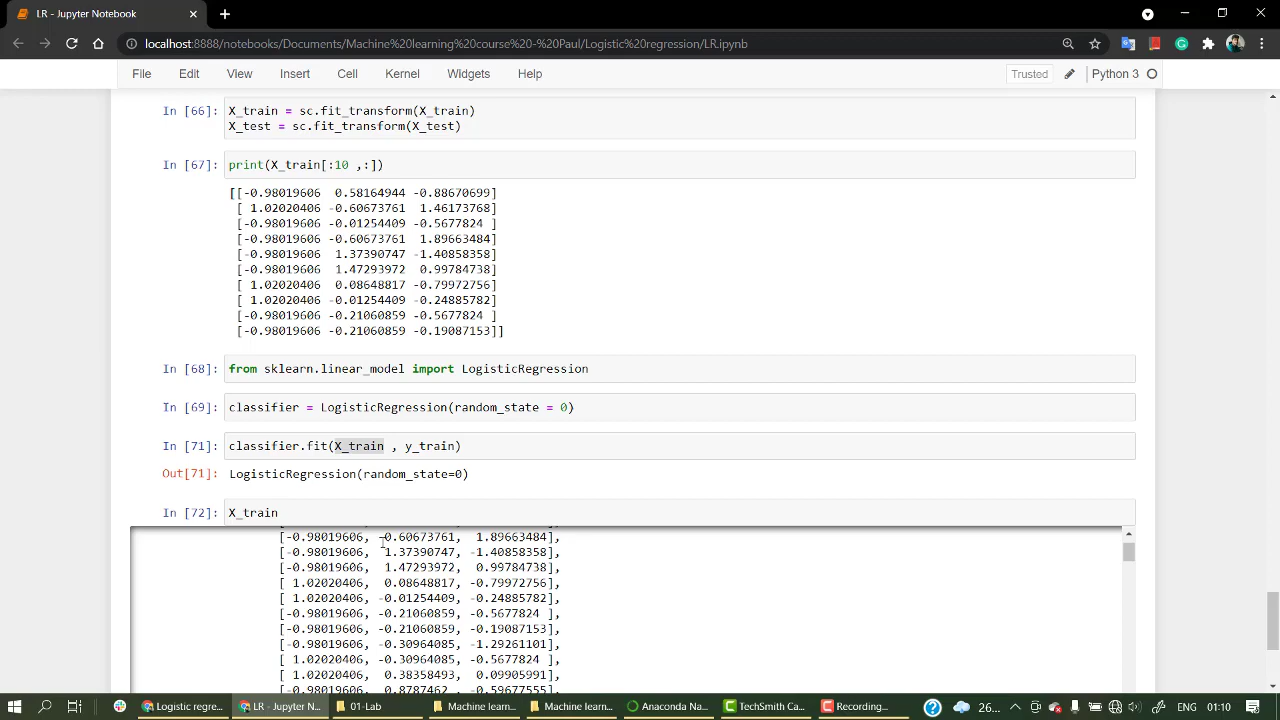 LR - Jupyter Notebook
localhost:8888/notebooks/Documents/Machine%20learning%20course%20-%20Paul/Logistic%20regression/LR.ipynb
File Edit View Insert Cell Kernel Widgets Help Trusted Python 3
In [66]: X_train = sc.fit_transform(X_train)
X_test = sc.fit_transform(X_test)
In [67]: print(X_train[:10 ,:])
[[-0.98019606 0.58164944 -0.88670699]
[ 1.02020406 -0.60673761 1.46173768]
[-0.98019606 -0.01254409 -0.5677824 ]
[-0.98019606 -0.60673761 1.89663484]
[-0.98019606 1.37390747 -1.40858358]
[-0.98019606 1.47293972 0.99784738]
[ 1.02020406 0.08648817 -0.79972756]
[ 1.02020406 -0.01254409 -0.24885782]
[-0.98019606 -0.21060859 -0.5677824 ]
[-0.98019606 -0.21060859 -0.19087153]]
In [68]: from sklearn.linear_model import LogisticRegression
In [69]: classifier = LogisticRegression(random_state = 0)
In [71]: classifier.fit(X_train , y_train)
Out[71]: LogisticRegression(random_state=0)
In [72]: X_train
[-0.98019606, -0.60673761, 1.89663484],
[-0.98019606, 1.37390747, -1.40858358],
[-0.98019606, 1.47293972, 0.99784738],
[ 1.02020406, 0.08648817, -0.79972756],
[ 1.02020406, -0.01254409, -0.24885782],
[-0.98019606, -0.21060859, -0.5677824 ],
[-0.98019606, -0.21060859, -0.19087153],
[-0.98019606, -0.30964085, -1.29261101],
[ 1.02020406, -0.30964085, -0.5677824 ],
[ 1.02020406, 0.38358493, 0.09905991],
[-0.98019606, 0.8787462 , -0.59677555],
Logistic regre... LR - Jupyter N... 01-Lab Machine learn... Machine learn... Anaconda Na... TechSmith Ca... Recording... 26... ENG 01:10